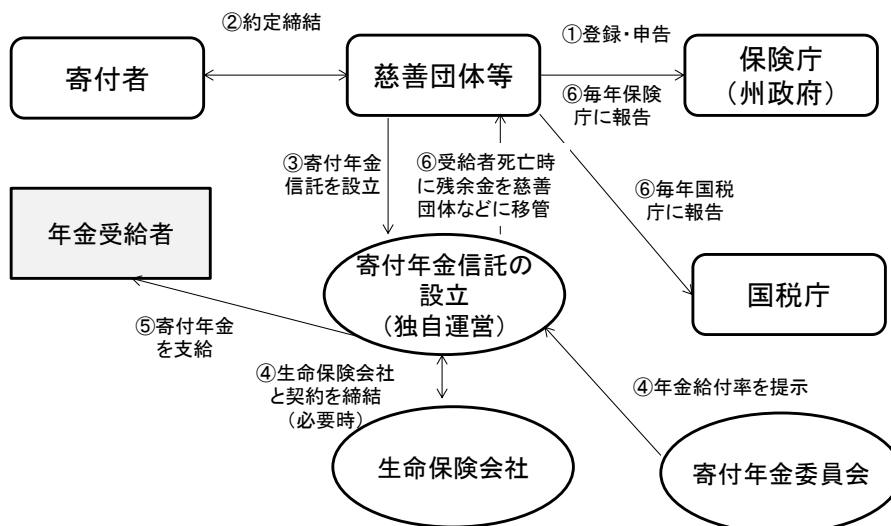 ②約定締結
①登録・申告
寄付者
慈善団体等
保険庁
（州政府）
⑥毎年保険
庁に報告
③寄付年金
信託を設立
⑥受給者死亡時
に残余金を慈善
団体などに移管
⑥毎年国税
庁に報告
年金受給者
寄付年金信託の
設立
（独自運営）
国税庁
⑤寄付年金
を支給
④生命保険会社
と契約を締結
（必要時）
④年金給付率を提示
生命保険会社
寄付年金委員会